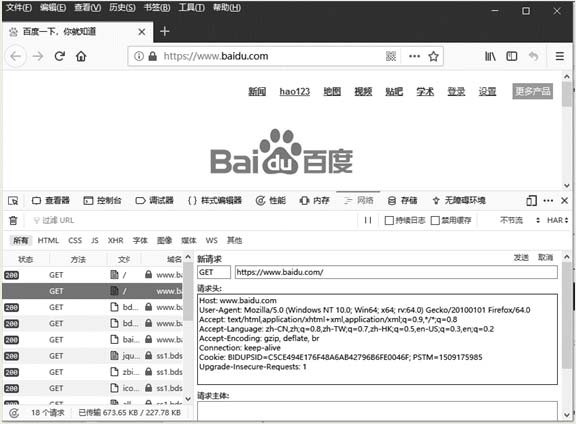 文件(F) 编辑(E) 查看(V) 历史(S) 书签(B) 工具(T) 帮助(H)
百度一下，你就知道
https://www.baidu.com
新闻 hao123 地图 视频 贴吧 学术 登录 设置 更多产品
Bai du 百度
查看器 控制台 调试器 {} 样式编辑器 性能 内存 网络 存储 无障碍环境
过滤 URL 持续日志 禁用缓存 不节流 HAR
所有 HTML CSS JS XHR 字体 图像 媒体 WS 其他
状态 方法 域名
新请求 发送 取消
200 GET / www.ba
GET https://www.baidu.com/
200 GET / www.ba
请求头:
200 GET bd... www.ba
Host: www.baidu.com
User-Agent: Mozilla/5.0 (Windows NT 10.0; Win64; x64; rv:64.0) Gecko/20100101 Firefox/64.0
200 GET bd... www.ba
Accept: text/html,application/xhtml+xml,application/xml;q=0.9,*/*;q=0.8
Accept-Language: zh-CN,zh;q=0.8,zh-TW;q=0.7,zh-HK;q=0.5,en-US;q=0.3,en;q=0.2
200 GET bai... www.ba
Accept-Encoding: gzip, deflate, br
Connection: keep-alive
200 GET jqu... ss1.bds
Cookie: BIDUPSID=C5CE494E176F48A6AB42796B6FE0046F; PSTM=1509175985
Upgrade-Insecure-Requests: 1
200 GET zbi... ss1.bds
200 GET ico... ss1.bds
请求主体:
200 GET ss1.bds
18 个请求 已传输 673.65 KB / 227.78 KB